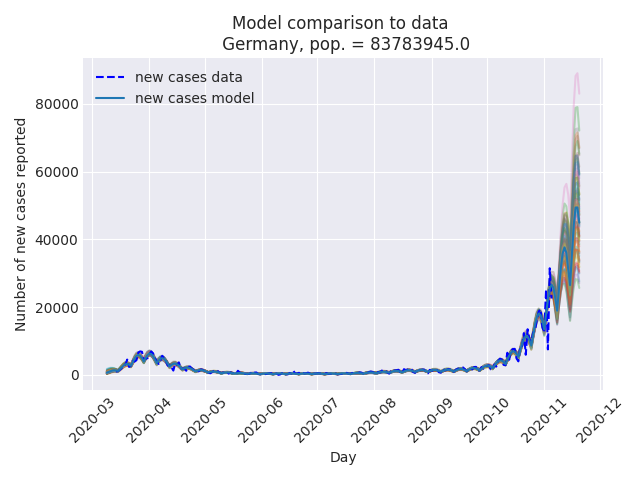 Model comparison to data
Germany, pop. = 83783945.0
new cases data
new cases model
Number of new cases reported
80000
60000
40000
20000
0
2020-03
2020-04
2020-05
2020-06
2020-07
2020-08
2020-09
2020-10
2020-11
2020-12
Day